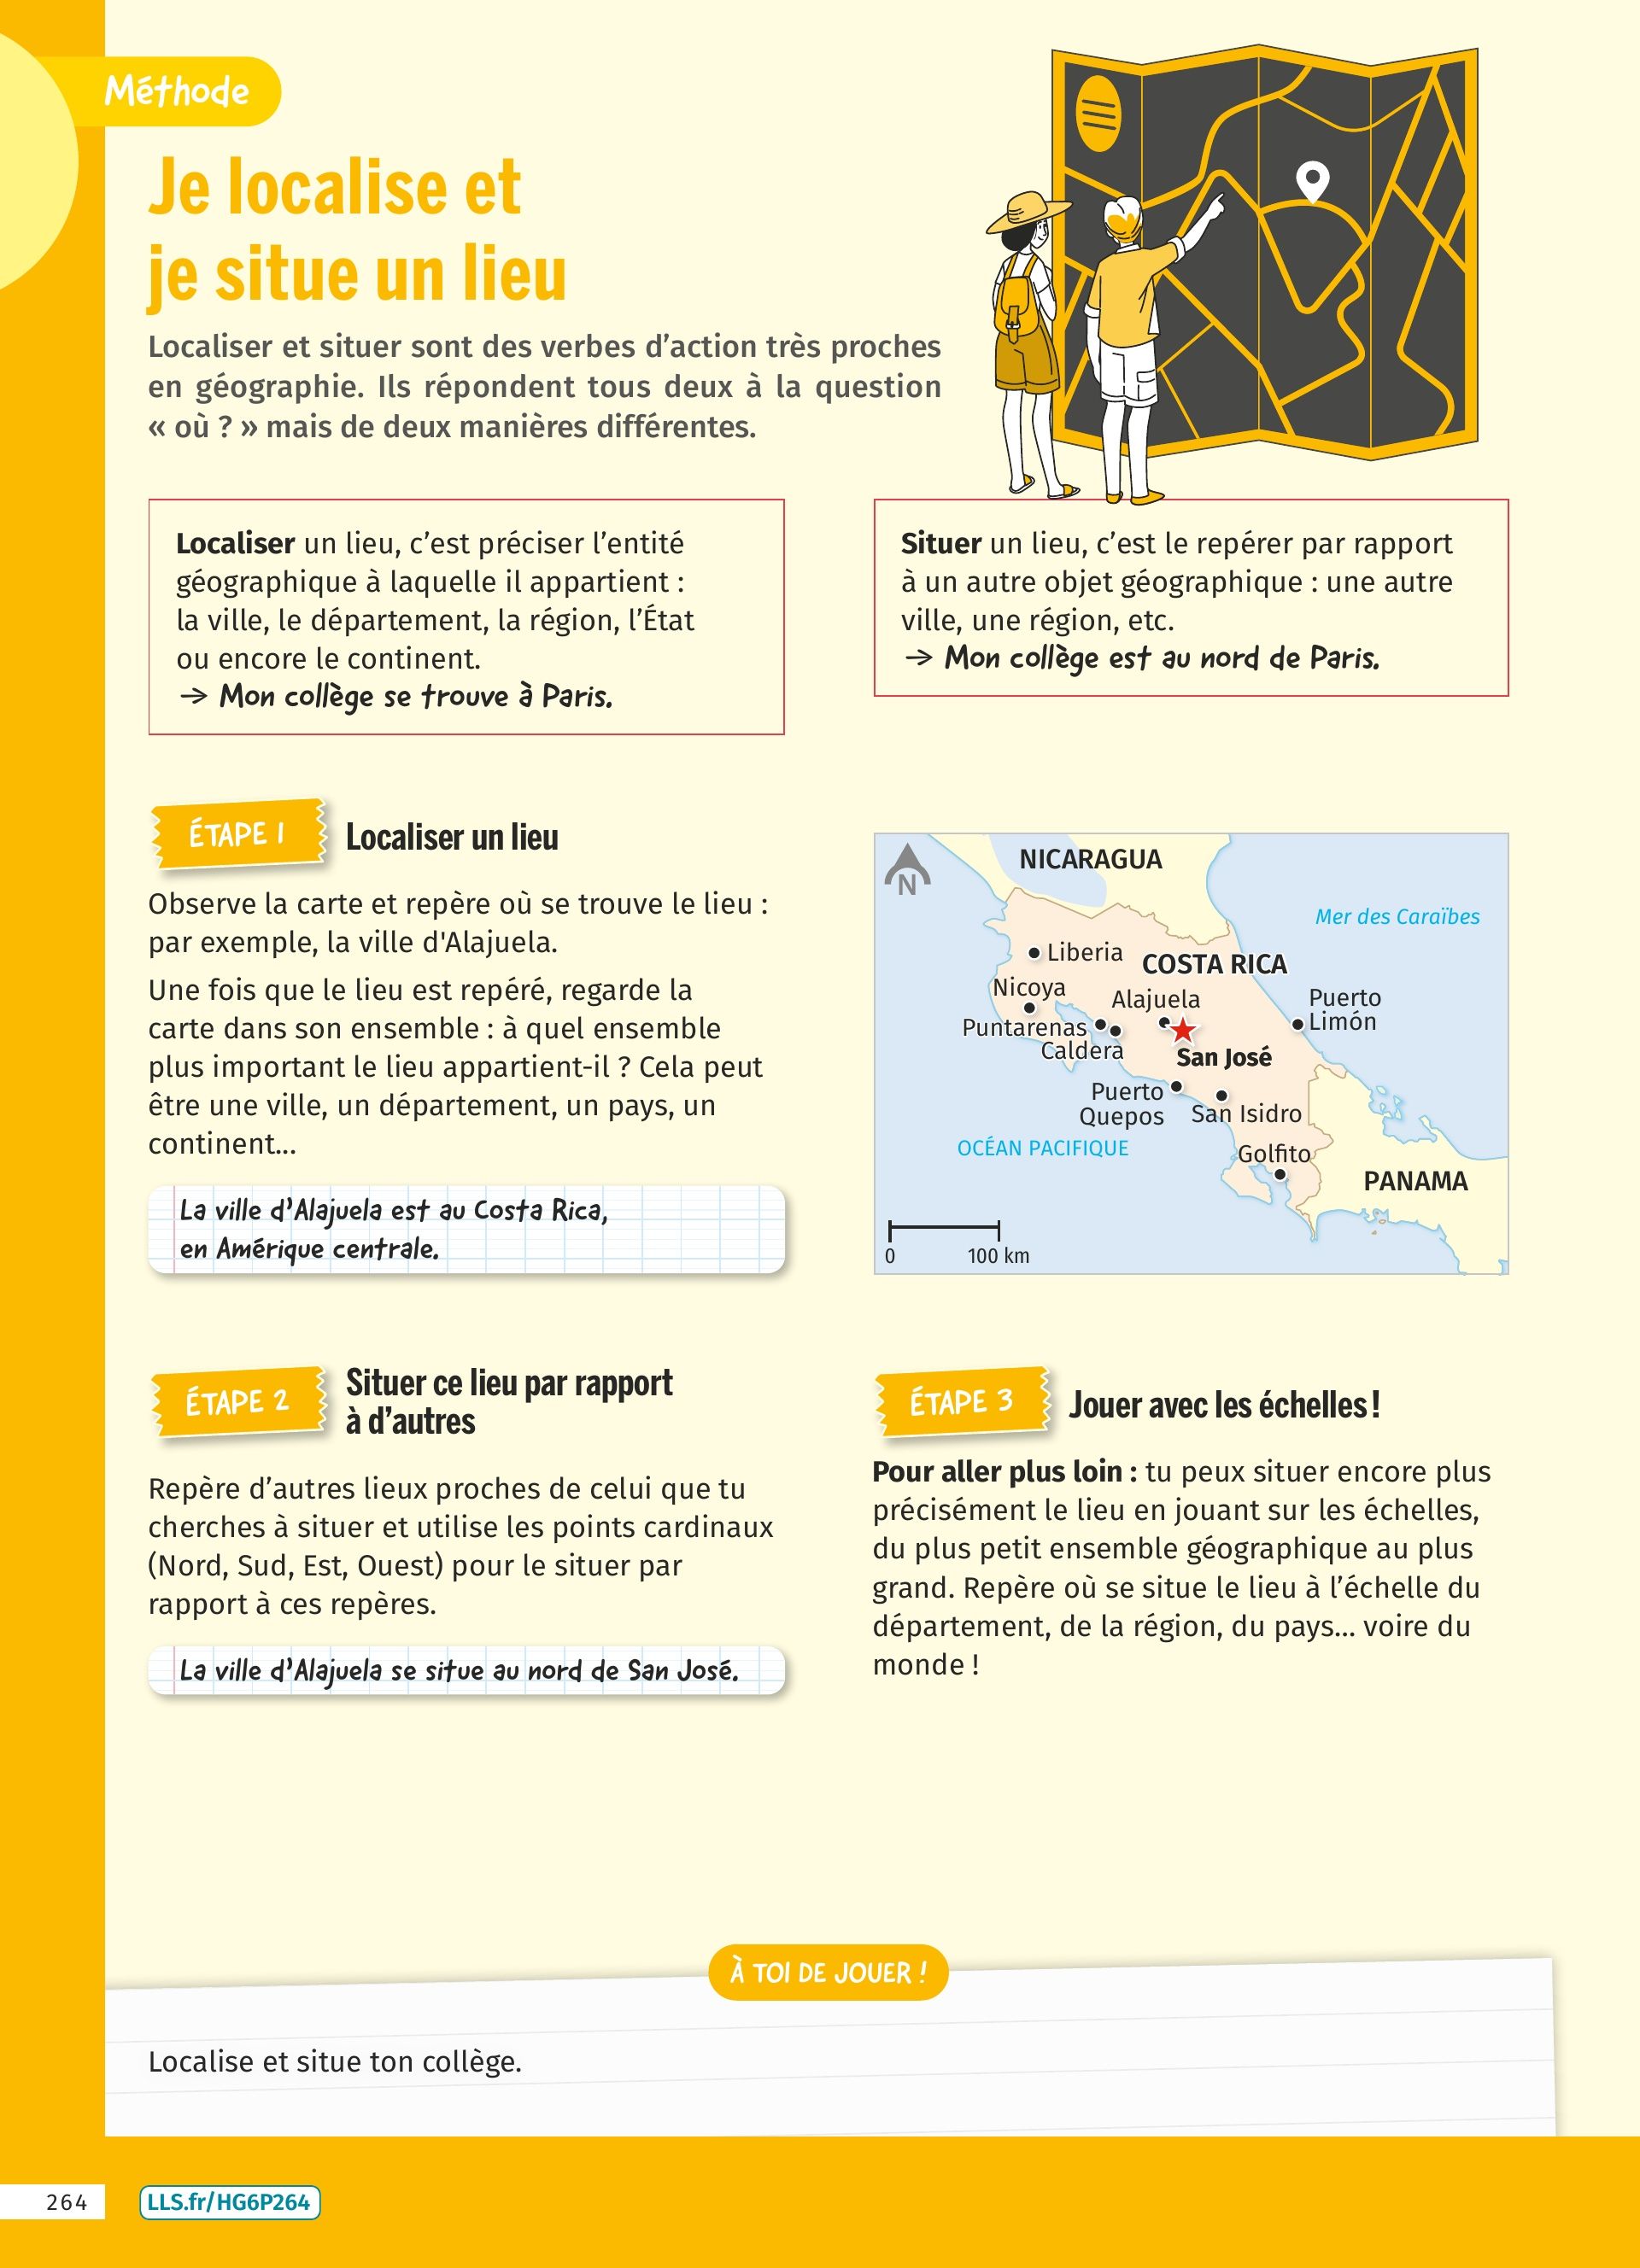 Méthode
Je localise et
je situe un lieu
Localiser et situer sont des verbes d’action très proches
en géographie. Ils répondent tous deux à la question
« où ? » mais de deux manières différentes.
Localiser un lieu, c’est préciser l’entité
géographique à laquelle il appartient :
la ville, le département, la région, l’État
ou encore le continent.
→ Mon collège se trouve à Paris.
Situer un lieu, c’est le repérer par rapport
à un autre objet géographique : une autre
ville, une région, etc.
→ Mon collège est au nord de Paris.
ÉTAPE 1
Localiser un lieu
Observe la carte et repère où se trouve le lieu :
par exemple, la ville d'Alajuela.
Une fois que le lieu est repéré, regarde la
carte dans son ensemble : à quel ensemble
plus important le lieu appartient-il ? Cela peut
être une ville, un département, un pays, un
continent...
La ville d’Alajuela est au Costa Rica,
en Amérique centrale.
N
NICARAGUA
Mer des Caraïbes
Liberia
COSTA RICA
Nicoya
Alajuela
Puerto
Limón
Puntarenas
Caldera
San José
Puerto
Quepos
San Isidro
OCÉAN PACIFIQUE
Golfito
PANAMA
0 100 km
ÉTAPE 2
Situer ce lieu par rapport
à d’autres
Repère d’autres lieux proches de celui que tu
cherches à situer et utilise les points cardinaux
(Nord, Sud, Est, Ouest) pour le situer par
rapport à ces repères.
La ville d’Alajuela se situe au nord de San José.
ÉTAPE 3
Jouer avec les échelles !
Pour aller plus loin : tu peux situer encore plus
précisément le lieu en jouant sur les échelles,
du plus petit ensemble géographique au plus
grand. Repère où se situe le lieu à l’échelle du
département, de la région, du pays... voire du
monde !
À TOI DE JOUER !
Localise et situe ton collège.
264
LLS.fr/HG6P264